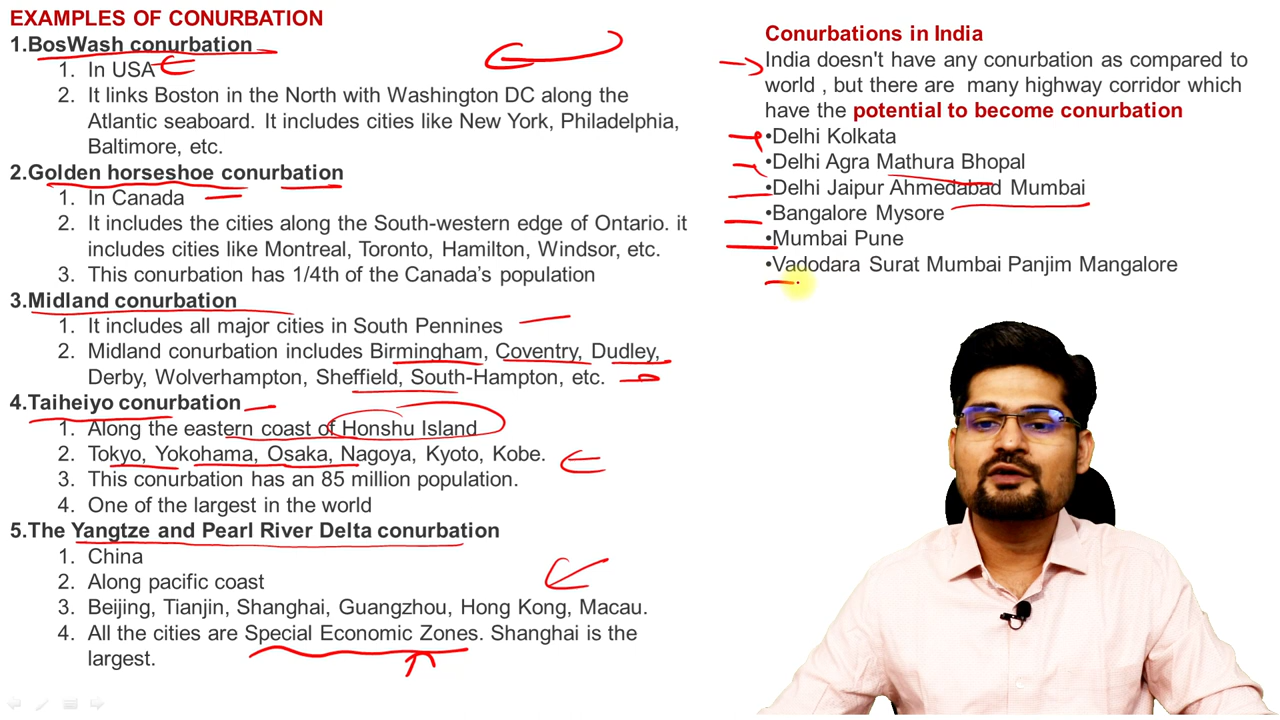 EXAMPLES OF CONURBATION
1.BosWash conurbation
1. In USA
2. It links Boston in the North with Washington DC along the
Atlantic seaboard. It includes cities like New York, Philadelphia,
Baltimore, etc.
2.Golden horseshoe conurbation
1. In Canada
2. It includes the cities along the South-western edge of Ontario. it
includes cities like Montreal, Toronto, Hamilton, Windsor, etc.
3. This conurbation has 1/4th of the Canada’s population
3.Midland conurbation
1. It includes all major cities in South Pennines
2. Midland conurbation includes Birmingham, Coventry, Dudley,
Derby, Wolverhampton, Sheffield, South-Hampton, etc.
4.Taiheiyo conurbation
1. Along the eastern coast of Honshu Island
2. Tokyo, Yokohama, Osaka, Nagoya, Kyoto, Kobe.
3. This conurbation has an 85 million population.
4. One of the largest in the world
5.The Yangtze and Pearl River Delta conurbation
1. China
2. Along pacific coast
3. Beijing, Tianjin, Shanghai, Guangzhou, Hong Kong, Macau.
4. All the cities are Special Economic Zones. Shanghai is the
largest.
Conurbations in India
India doesn't have any conurbation as compared to
world , but there are many highway corridor which
have the potential to become conurbation
•Delhi Kolkata
•Delhi Agra Mathura Bhopal
•Delhi Jaipur Ahmedabad Mumbai
•Bangalore Mysore
•Mumbai Pune
•Vadodara Surat Mumbai Panjim Mangalore